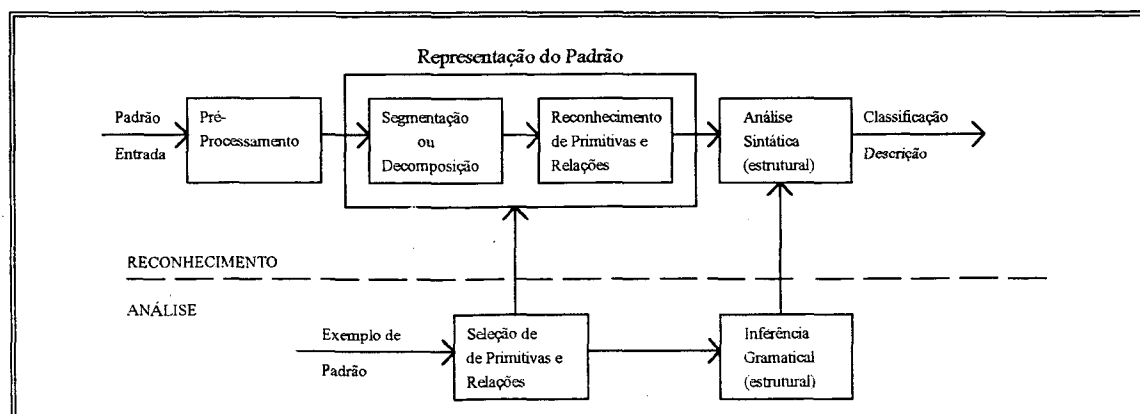 Representação do Padrão
Padrão
Entrada
Pré-
Processamento
Segmentação
ou
Decomposição
Reconhecimento
de Primitivas e
Relações
Análise
Sintática
(estrutural)
Classificação
Descrição
RECONHECIMENTO
ANÁLISE
Exemplo de
Padrão
Seleção de
de Primitivas e
Relações
Inferência
Gramatical
(estrutural)